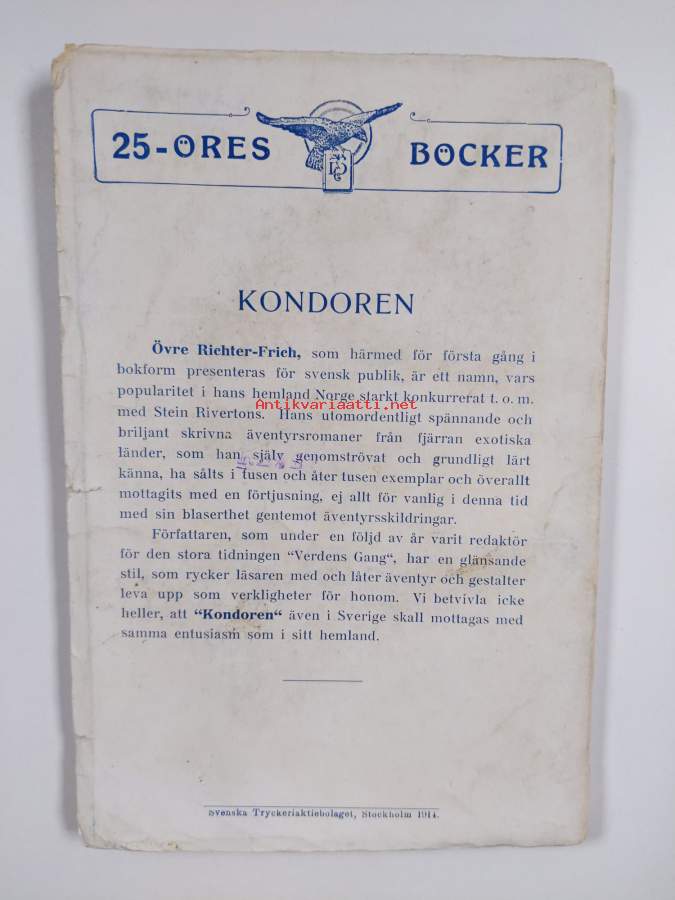 25-ÖRES BÖCKER
KONDOREN
Övre Richter-Frich, som härmed för första gång i
bokform presenteras för svensk publik, är ett namn, vars
popularitet i hans hemland Norge starkt konkurrerat t. o. m.
Antikvariaatti.net
med Stein Rivertons. Hans utomordentligt spännande och
briljant skrivna äventyrsromaner från fjärran exotiska
länder, som han själv genomströvat och grundligt lärt
känna, ha sålts i tusen och åter tusen exemplar och överallt
mottagits med en förtjusning, ej allt för vanlig i denna tid
med sin blaserthet gentemot äventyrsskildringar.
Författaren, som under en följd av år varit redaktör
för den stora tidningen “Verdens Gang“, har en glänsande
stil, som rycker läsaren med och låter äventyr och gestalter
leva upp som verkligheter för honom. Vi betvivla icke
heller, att “Kondoren“ även i Sverige skall mottagas med
samma entusiasm som i sitt hemland.
Svenska Tryckeriaktiebolaget, Stockholm 1914.